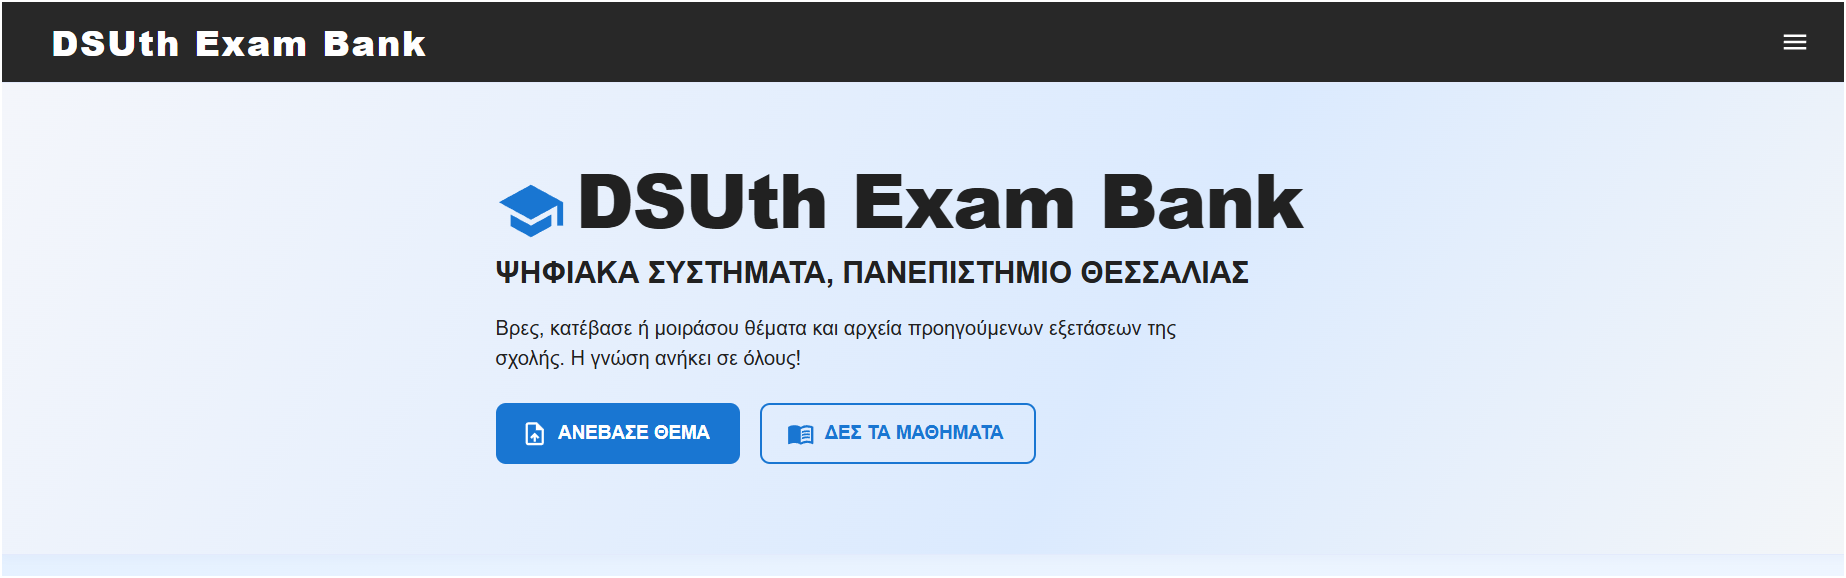 DSUth Exam Bank
DSUth Exam Bank
ΨΗΦΙΑΚΑ ΣΥΣΤΗΜΑΤΑ, ΠΑΝΕΠΙΣΤΗΜΙΟ ΘΕΣΣΑΛΙΑΣ
Βρες, κατέβασε ή μοιράσου θέματα και αρχεία προηγούμενων εξετάσεων της
σχολής. Η γνώση ανήκει σε όλους!
ΑΝΕΒΑΣΕ ΘΕΜΑ
ΔΕΣ ΤΑ ΜΑΘΗΜΑΤΑ